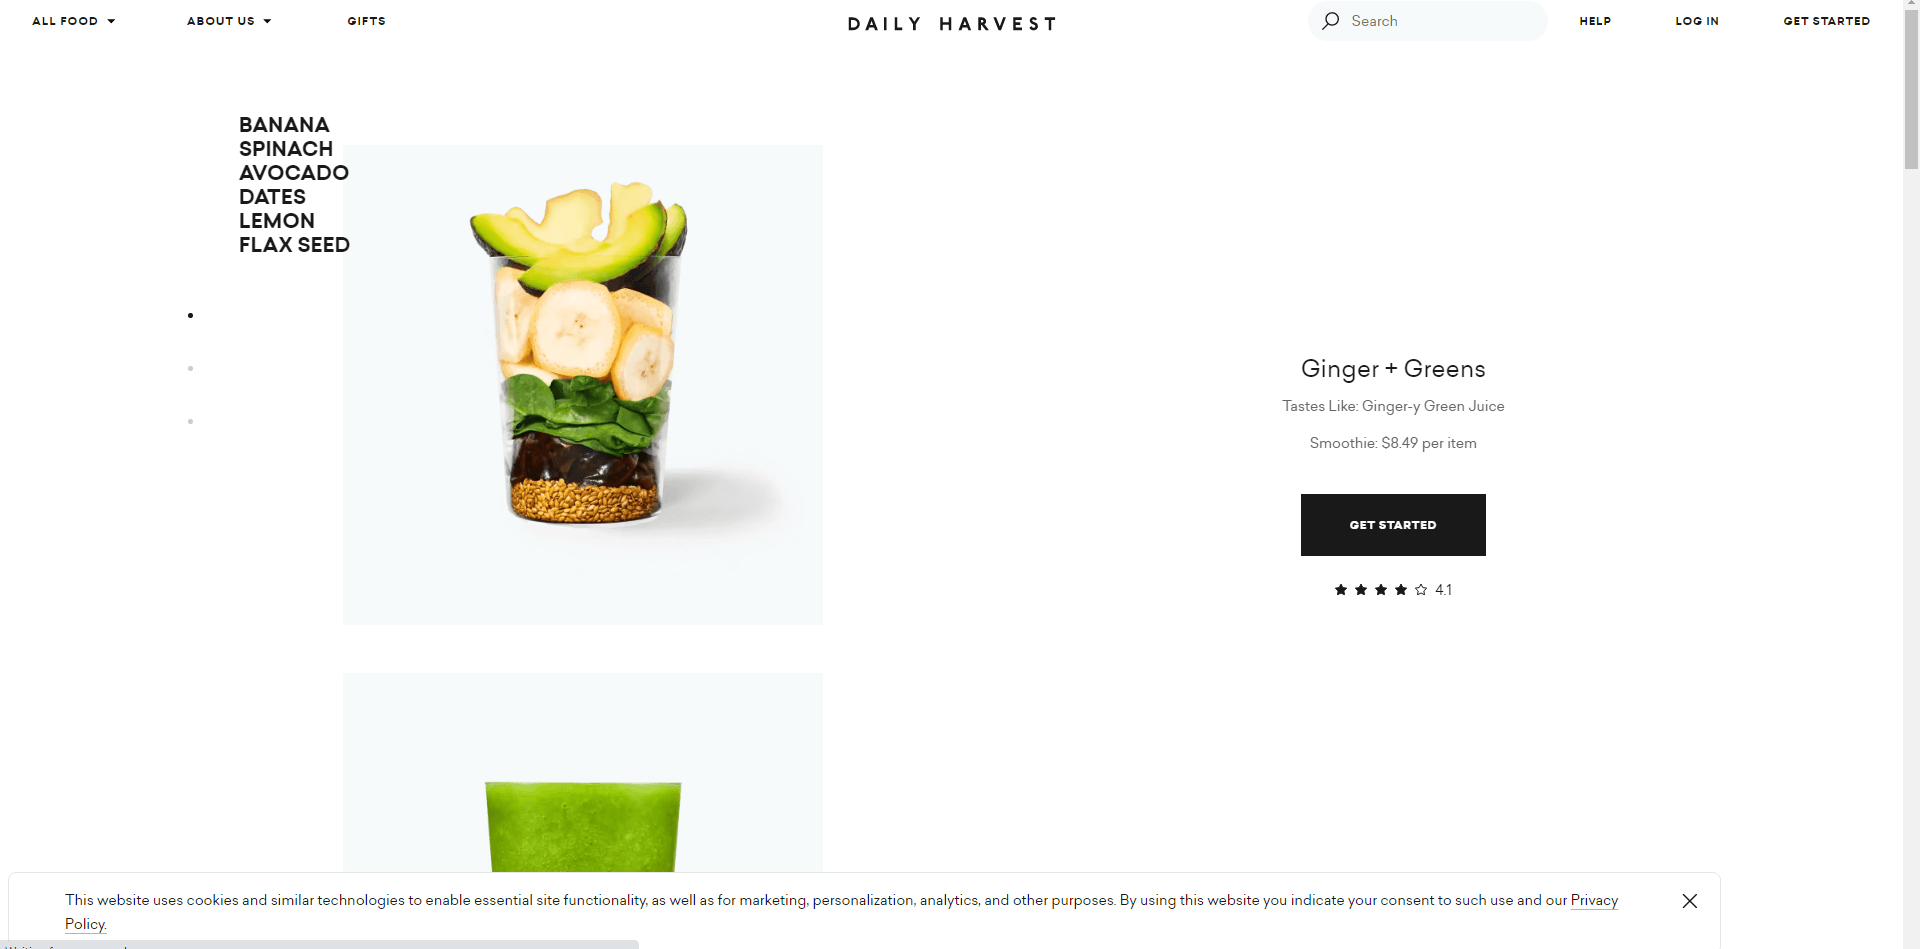 ALL FOOD
ABOUT US
GIFTS
DAILY HARVEST
Search
HELP
LOG IN
GET STARTED
BANANA
SPINACH
AVOCADO
DATES
LEMON
FLAX SEED
Ginger + Greens
Tastes Like: Ginger-y Green Juice
Smoothie: $8.49 per item
GET STARTED
4.1
This website uses cookies and similar technologies to enable essential site functionality, as well as for marketing, personalization, analytics, and other purposes. By using this website you indicate your consent to such use and our Privacy
Policy.